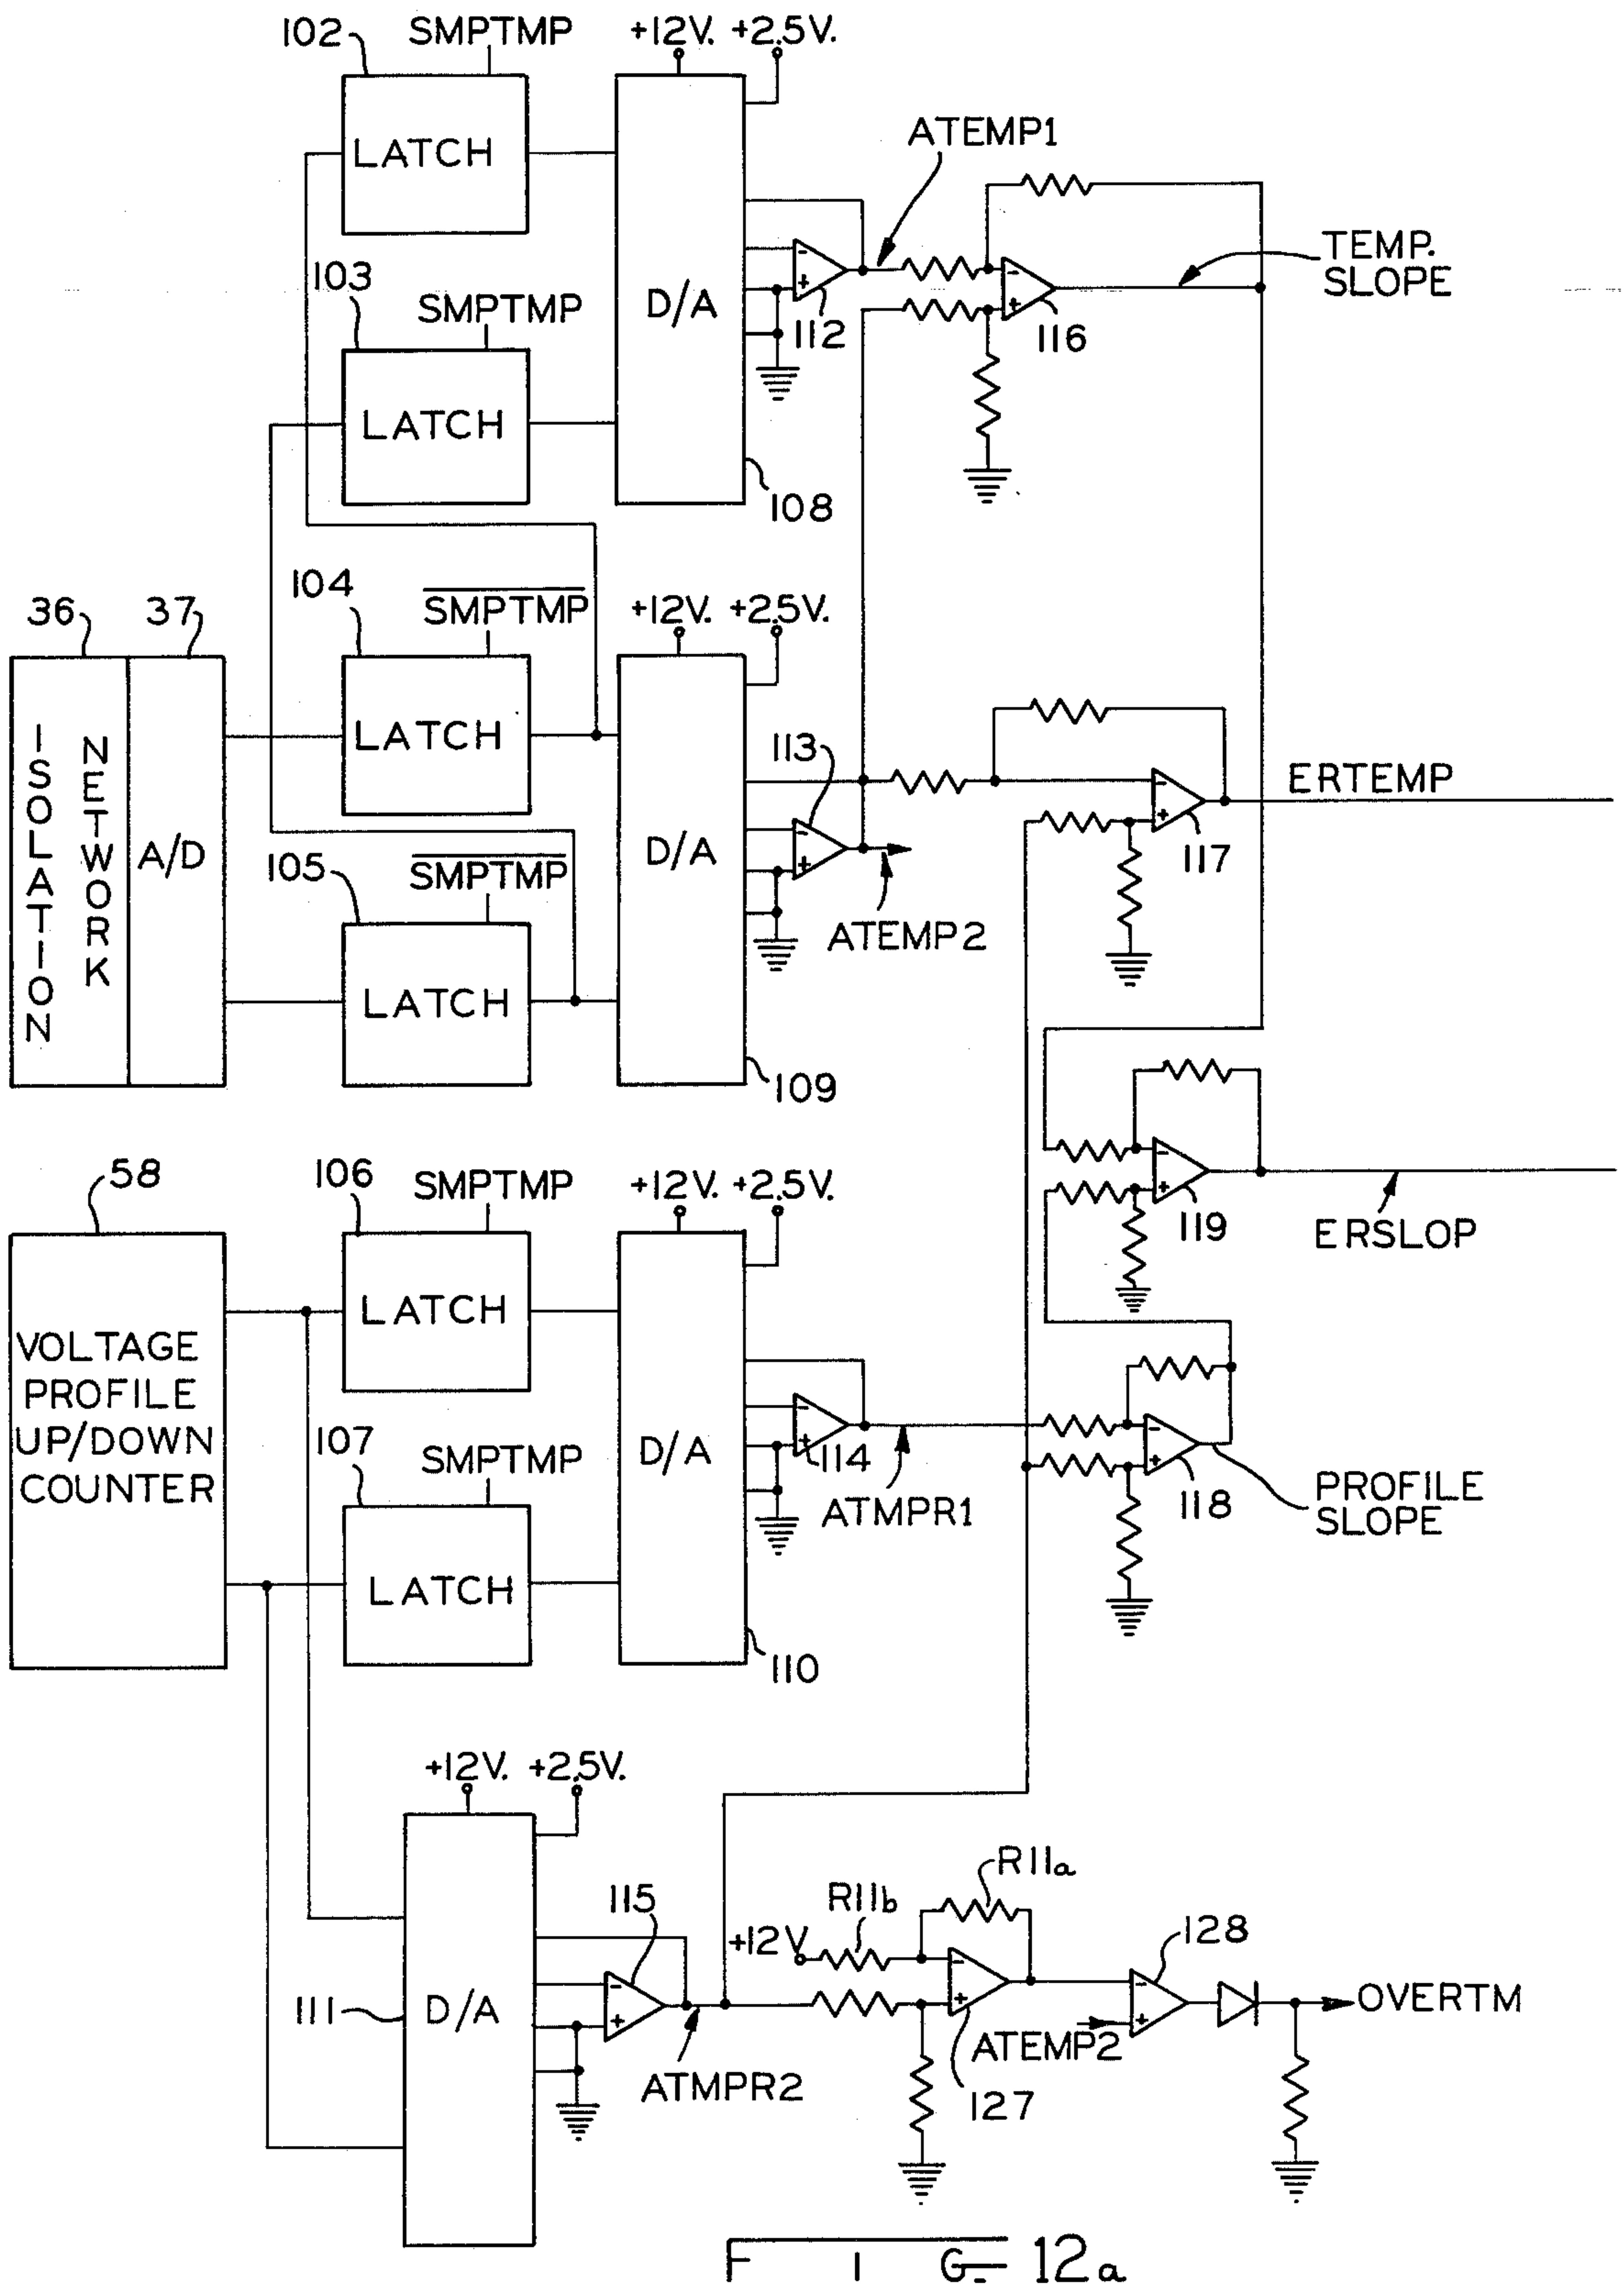 102
SMPTMP
+12V. +2.5V.
LATCH
ATEMP1
D/A
112
TEMP.
SLOPE
116
103
SMPTMP
LATCH
108
104
SMPTMP
+12V. +2.5V.
36
37
ISOLATION
NETWORK
A/D
LATCH
D/A
113
ERTEMP
117
105
SMPTMP
LATCH
ATEMP2
109
58
VOLTAGE
PROFILE
UP/DOWN
COUNTER
106
SMPTMP
+12V. +2.5V.
LATCH
119
ERSLOP
107
SMPTMP
LATCH
D/A
114
ATMPR1
118
PROFILE
SLOPE
110
+12V. +2.5V.
111
D/A
115
ATMPR2
R11b
R11a
+12V
127
ATEMP2
128
OVERTM
FIG-12a